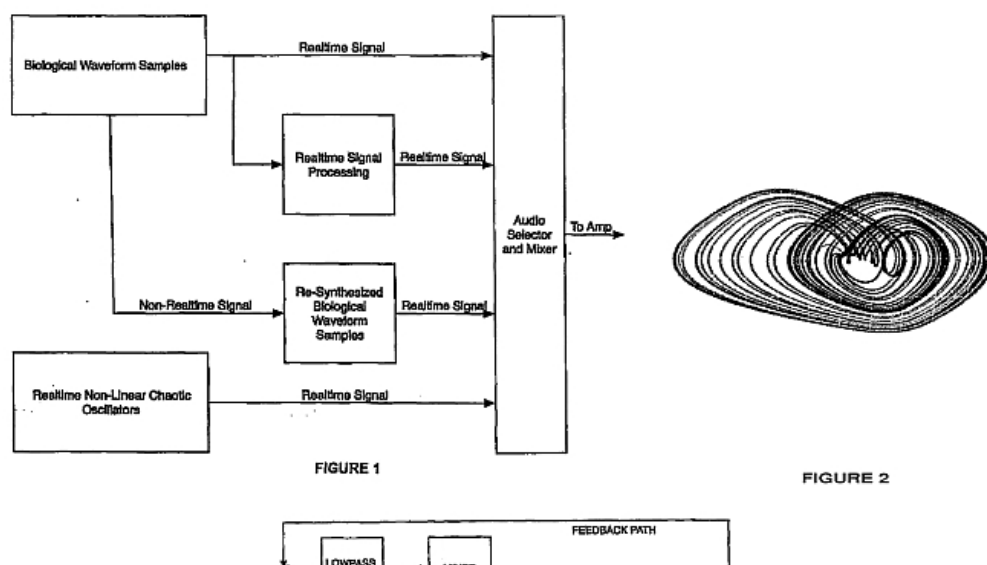 Realtime Signal
Biological Waveform Samples
Realtime Signal
Processing
Realtime Signal
Audio
Selector
and Mixer
To Amp
Non-Realtime Signal
Re-Synthesized
Biological
Waveform
Samples
Realtime Signal
Realtime Non-Linear Chaotic
Oscillators
Realtime Signal
FIGURE 1
FIGURE 2
FEEDBACK PATH
LOWPASS